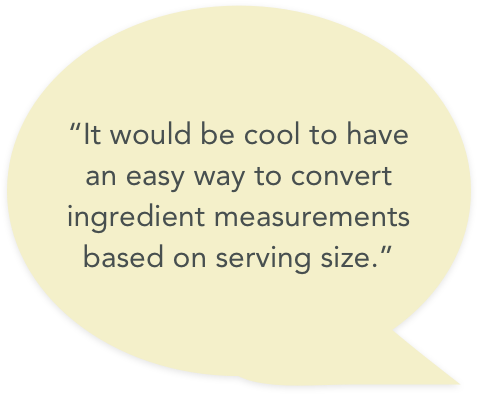 “It would be cool to have
an easy way to convert
ingredient measurements
based on serving size.”